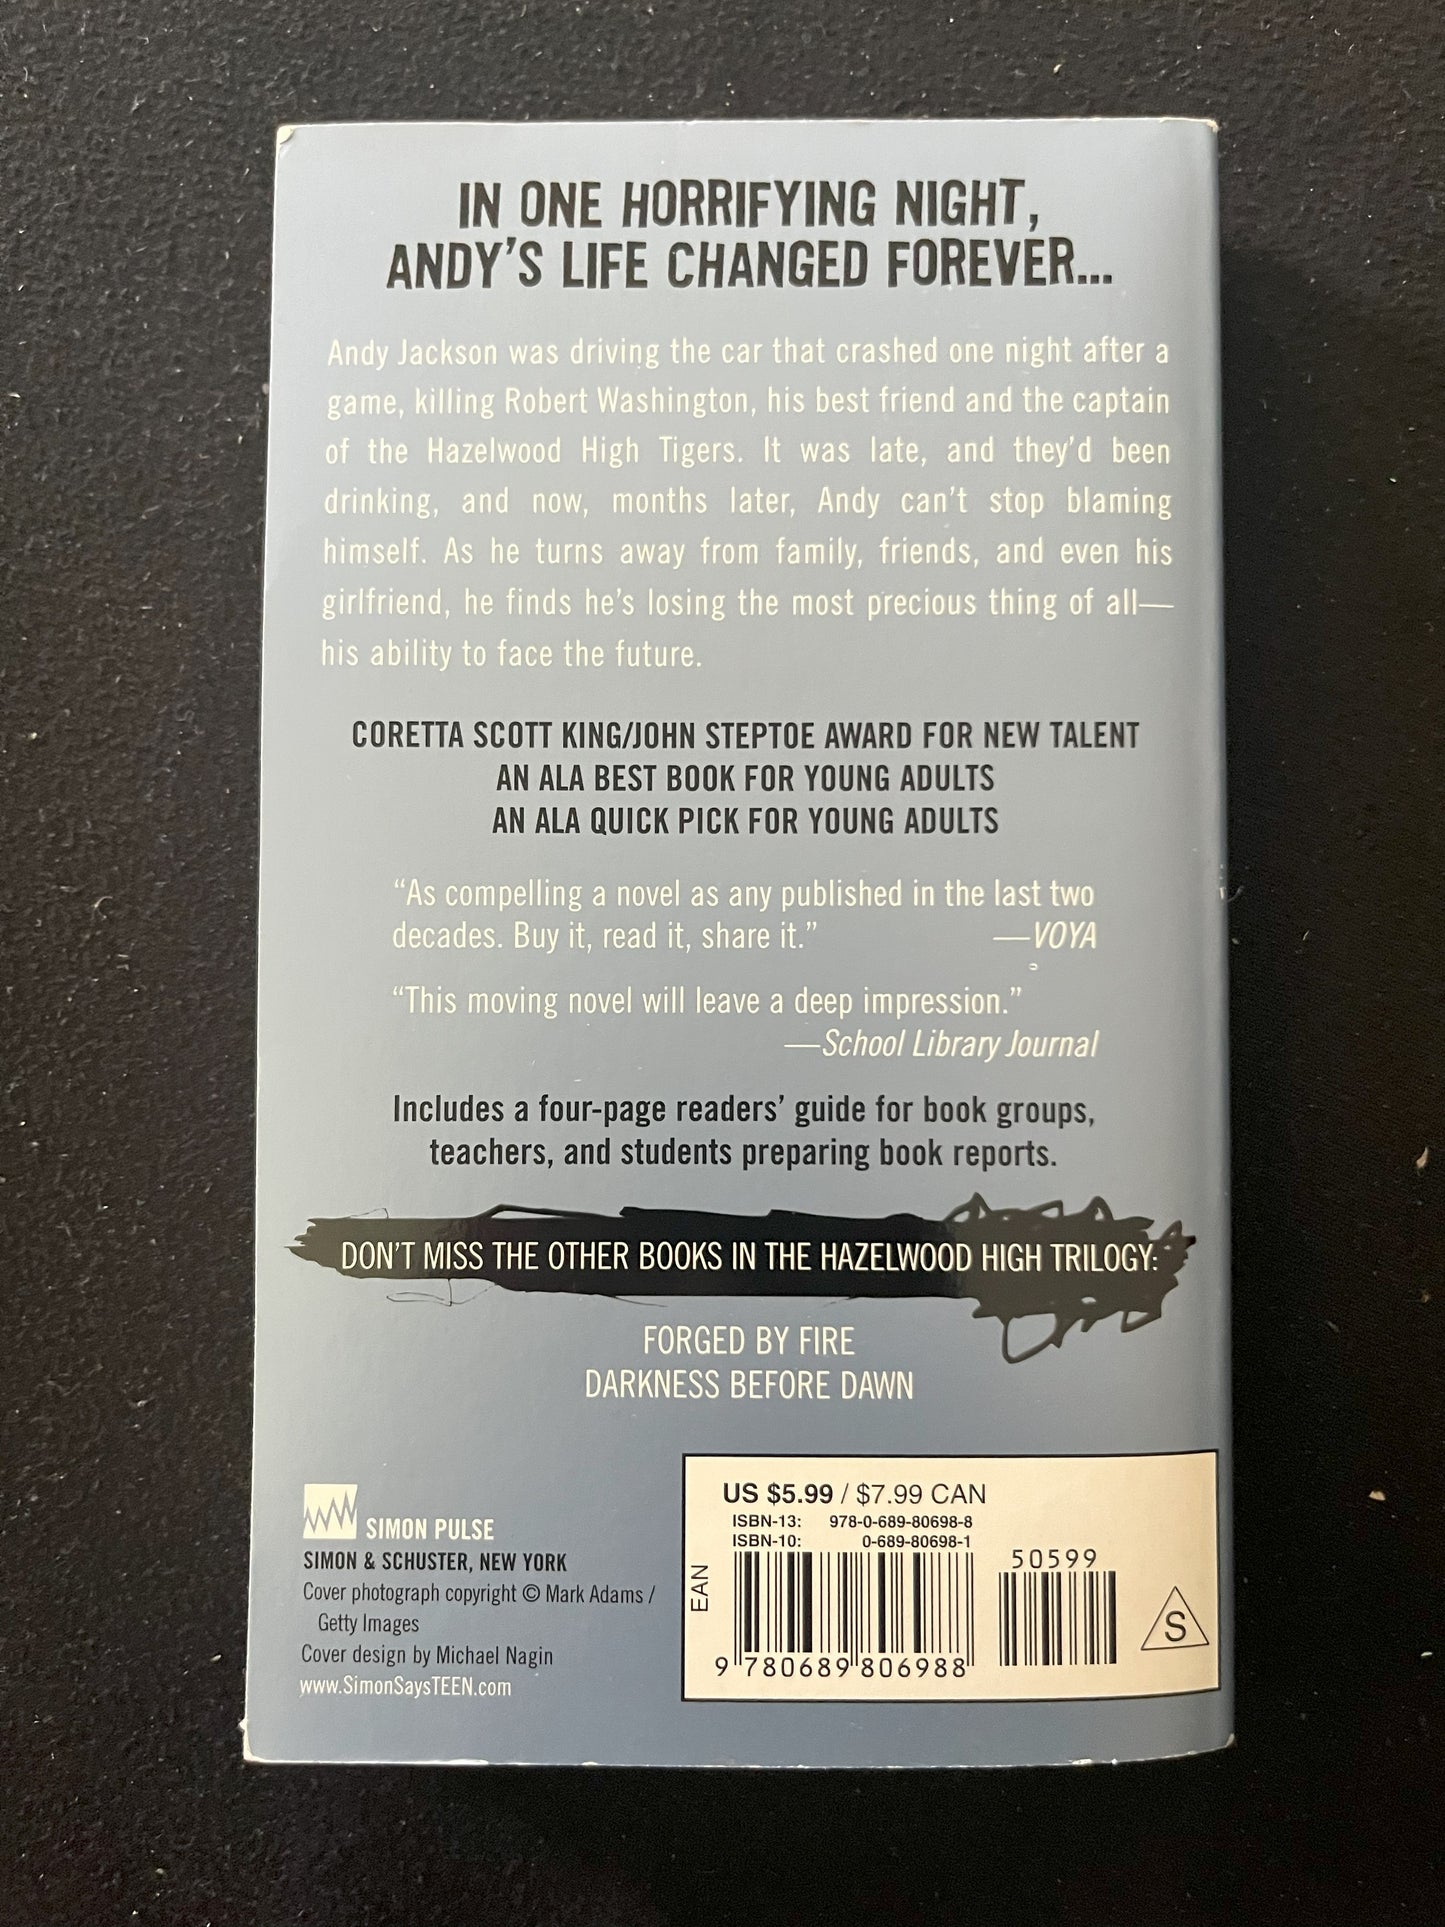 IN ONE HORRIFYING NIGHT,
ANDY'S LIFE CHANGED FOREVER...
Andy Jackson was driving the car that crashed one night after a
game, killing Robert Washington, his best friend and the captain
of the Hazelwood High Tigers. It was late, and they'd been
drinking, and now, months later, Andy can't stop blaming
himself. As he turns away from family, friends, and even his
girlfriend, he finds he's losing the most precious thing of all—
his ability to face the future.
CORETTA SCOTT KING/JOHN STEPTOE AWARD FOR NEW TALENT
AN ALA BEST BOOK FOR YOUNG ADULTS
AN ALA QUICK PICK FOR YOUNG ADULTS
“As compelling a novel as any published in the last two
decades. Buy it, read it, share it.” —VOYA
“This moving novel will leave a deep impression.”
—School Library Journal
Includes a four-page readers’ guide for book groups,
teachers, and students preparing book reports.
DON'T MISS THE OTHER BOOKS IN THE HAZELWOOD HIGH TRILOGY:
FORGED BY FIRE
DARKNESS BEFORE DAWN
SIMON PULSE
SIMON & SCHUSTER, NEW YORK
Cover photograph copyright © Mark Adams /
Getty Images
Cover design by Michael Nagin
www.SimonSaysTEEN.com
US $5.99 / $7.99 CAN
ISBN-13: 978-0-689-80698-8
ISBN-10: 0-689-80698-1
50599
EAN
S
9 780689 806988